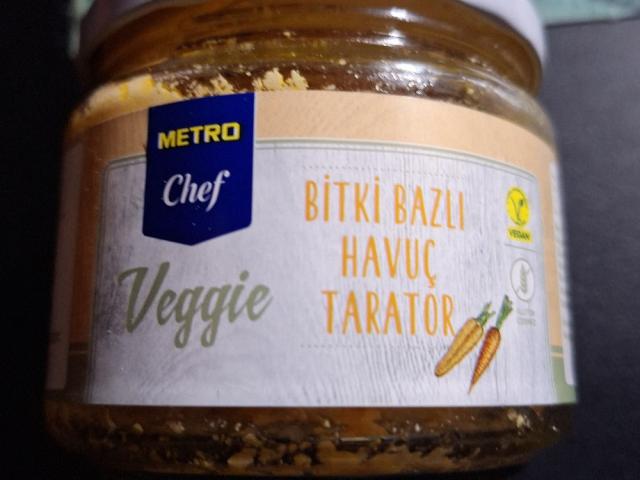 METRO
Chef
Veggie
BİTKİ BAZLI
HAVUÇ
TARATOR
VEGAN